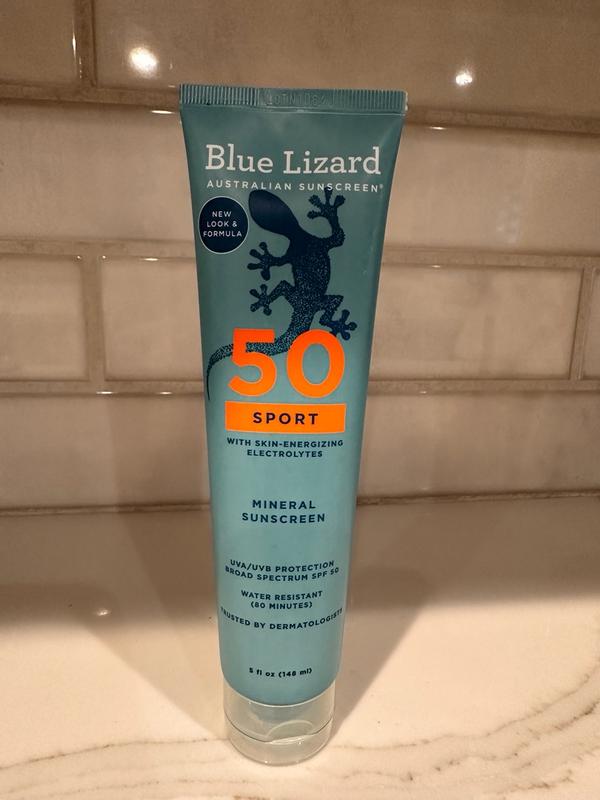 Blue Lizard
AUSTRALIAN SUNSCREEN®
NEW
LOOK &
FORMULA
50
SPORT
WITH SKIN-ENERGIZING
ELECTROLYTES
MINERAL
SUNSCREEN
UVA/UVB PROTECTION
BROAD SPECTRUM SPF 50
WATER RESISTANT
(80 MINUTES)
TRUSTED BY DERMATOLOGISTS
5 fl oz (148 ml)